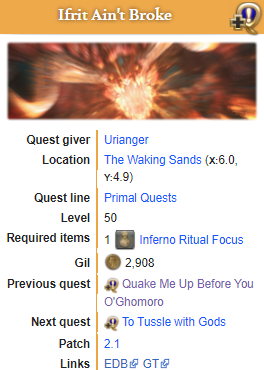 Ifrit Ain't Broke
Quest giver Urianger
Location The Waking Sands (x:6.0,
Y:4.9)
Quest line Primal Quests
Level 50
Required items 1 Inferno Ritual Focus
Gil 2,908
Previous quest Quake Me Up Before You
O'Ghomoro
Next quest To Tussle with Gods
Patch 2.1
Links EDB GT